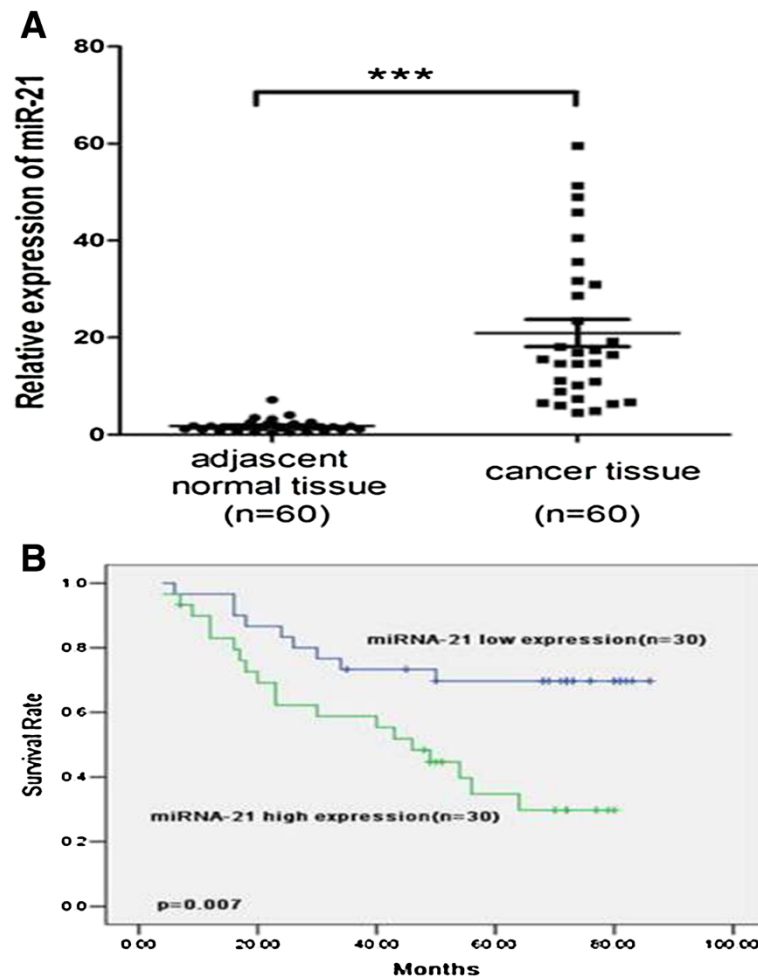 A
Relative expression of miR-21
80
60
40
20
0
***
adjascent
normal tissue
(n=60)
cancer tissue
(n=60)
B
Survival Rate
1 0
0 8
0 6
0 4
0 2
0 0
miRNA-21 low expression(n=30)
miRNA-21 high expression(n=30)
p=0.007
0 00
20 00
40 00
60 00
80 00
100 00
Months